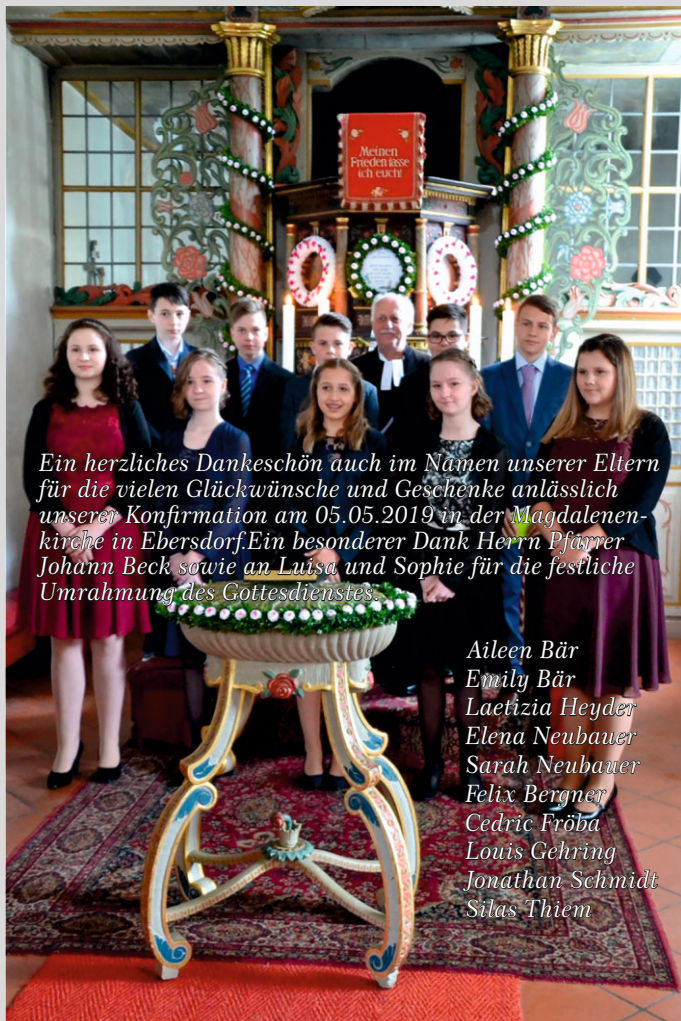 Meinen
Frieden lasse
ich euch!
Ein herzliches Dankeschön auch im Namen unserer Eltern
für die vielen Glückwünsche und Geschenke anlässlich
unserer Konfirmation am 05.05.2019 in der Magdalenen-
kirche in Ebersdorf.Ein besonderer Dank Herrn Pfarrer
Johann Beck sowie an Luisa und Sophie für die festliche
Umrahmung des Gottesdienstes.
Aileen Bär
Emily Bär
Laetizia Heyder
Elena Neubauer
Sarah Neubauer
Felix Bergner
Cedric Fröba
Louis Gehring
Jonathan Schmidt
Silas Thiem